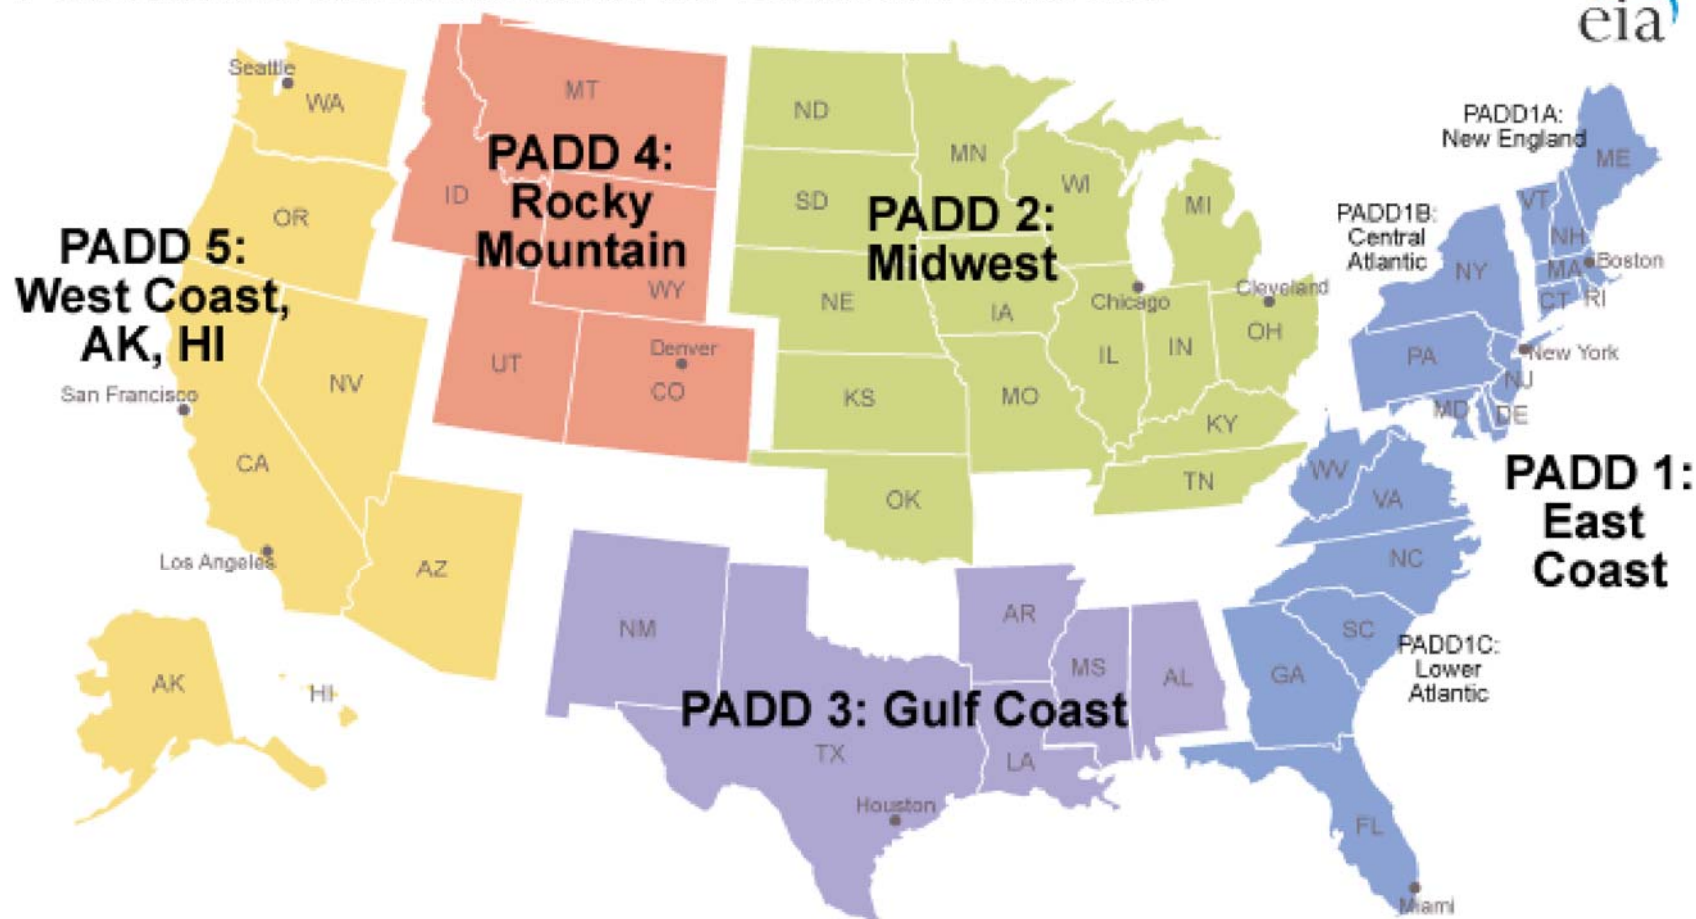 eia
Seattle
WA
OR
PADD 5:
West Coast,
AK, HI
San Francisco
NV
CA
Los Angeles
AZ
AK
HI
MT
PADD 4:
Rocky
Mountain
ID
WY
UT
Denver
CO
ND
MN
SD
WI
MI
PADD 2:
Midwest
NE
IA
Chicago
Cleveland
IL
IN
OH
KS
MO
KY
TN
OK
NM
AR
MS
AL
PADD 3: Gulf Coast
TX
LA
Houston
PADD1A:
New England
ME
VT
NH
PADD1B:
Central
Atlantic
NY
MA
Boston
CT
RI
PA
New York
NJ
MD
DE
PADD 1:
East
Coast
WV
VA
NC
SC
GA
PADD1C:
Lower
Atlantic
FL
Miami